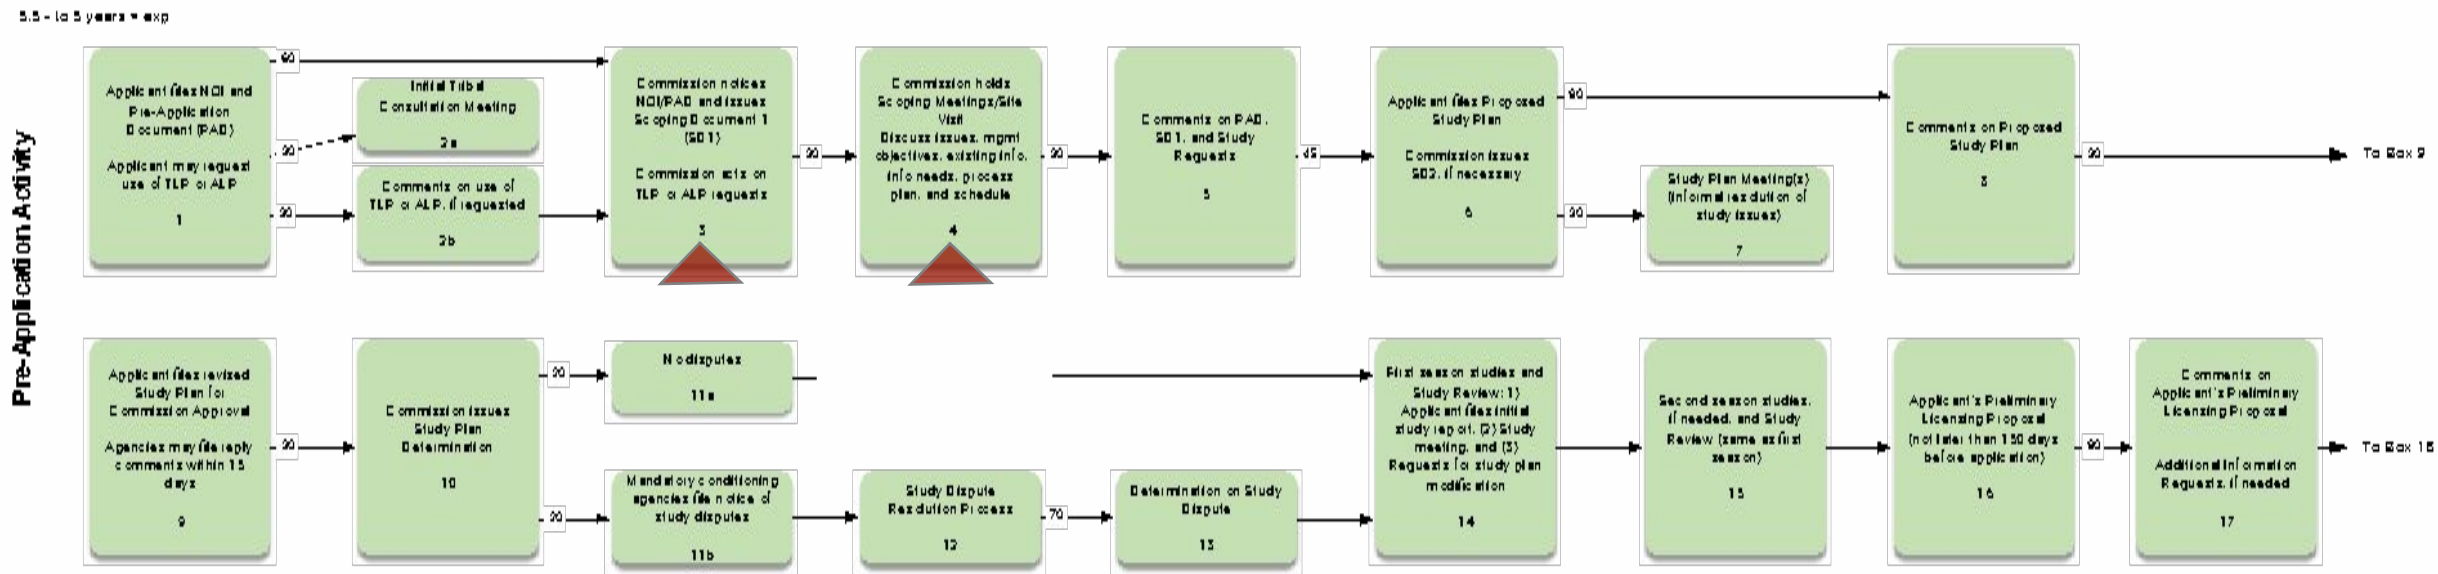 5.5 - to 5 years = exp
Pre-Application Activity
Applicant files NOI and
Pre-Application
Document (PAD)
Applicant may request
use of TLP or ALP
1
60
30
30
Initial Tribal
Consultation Meeting
2a
Comments on use of
TLP or ALP, if requested
2b
Commission notices
NOI/PAD and issues
Scoping Document 1
(SD1)
Commission acts on
TLP or ALP requests
3
30
Commission holds
Scoping Meetings/Site
Visit
Discuss issues, mgmt
objectives, existing info,
info needs, process
plan, and schedule
4
30
Comments on PAD,
SD1, and Study
Requests
5
45
Applicant files Proposed
Study Plan
Commission issues
SD2, if necessary
6
90
30
Study Plan Meeting(s)
(informal resolution of
study issues)
7
Comments on Proposed
Study Plan
8
30
To Box 9
Applicant files revised
Study Plan for
Commission Approval
Agencies may file reply
comments within 15
days
9
30
Commission issues
Study Plan
Determination
10
20
20
No disputes
11a
Mandatory conditioning
agencies file notice of
study disputes
11b
Study Dispute
Resolution Process
12
70
Determination on Study
Dispute
13
First season studies and
Study Review: 1)
Applicant files initial
study report, (2) Study
meeting, and (3)
Requests for study plan
modification
14
Second season studies,
if needed, and Study
Review (same as first
season)
15
Applicant's Preliminary
Licensing Proposal
(not later than 150 days
before application)
16
90
Comments on
Applicant's Preliminary
Licensing Proposal
Additional Information
Requests, if needed
17
To Box 18